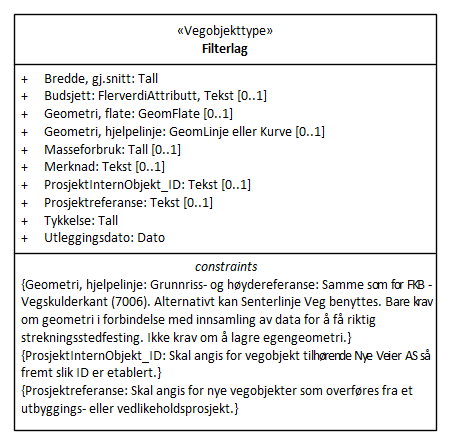 «Vegobjekttype»
Filterlag
+ Bredde, gj.snitt: Tall
+ Budsjett: FlerverdiAttributt, Tekst [0..1]
+ Geometri, flate: GeomFlate [0..1]
+ Geometri, hjelpelinje: GeomLinje eller Kurve [0..1]
+ Masseforbruk: Tall [0..1]
+ Merknad: Tekst [0..1]
+ ProsjektInternObjekt_ID: Tekst [0..1]
+ Prosjektreferanse: Tekst [0..1]
+ Tykkelse: Tall
+ Utleggingsdato: Dato
constraints
{Geometri, hjelpelinje: Grunnriss- og høydereferanse: Samme som for FKB -
Vegskulderkant (7006). Alternativt kan Senterlinje Veg benyttes. Bare krav
om geometri i forbindelse med innsamling av data for å få riktig
strekningsstedfesting. Ikke krav om å lagre egengeometri.}
{ProsjektInternObjekt_ID: Skal angis for vegobjekt tilhørende Nye Veier AS så
fremt slik ID er etablert.}
{Prosjektreferanse: Skal angis for nye vegobjekter som overføres fra et
utbyggings- eller vedlikeholdsprosjekt.}